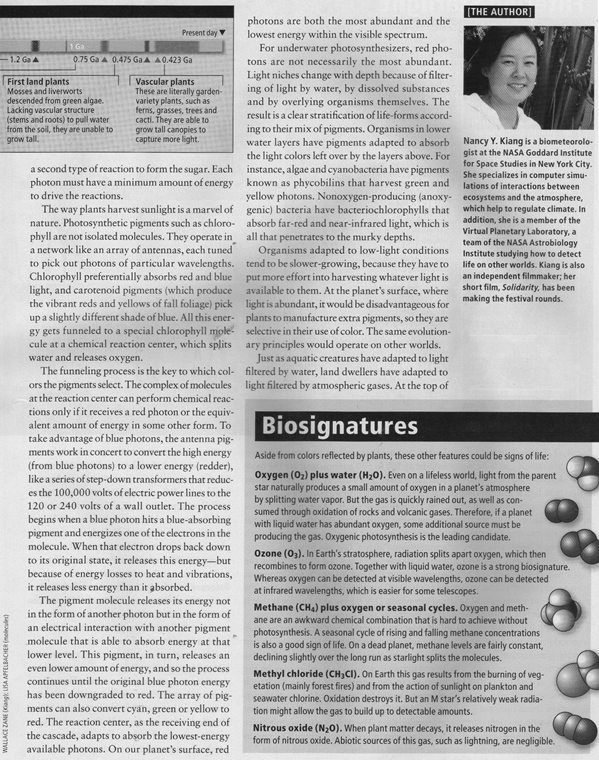 Present day ▼
1 Ga
1.2 Ga ▲ 0.75 Ga ▲ 0.475 Ga ▲ ▲ 0.423 Ga
First land plants
Mosses and liverworts
descended from green algae.
Lacking vascular structure
(stems and roots) to pull water
from the soil, they are unable to
grow tall.
Vascular plants
These are literally garden-
variety plants, such as
ferns, grasses, trees and
cacti. They are able to
grow tall canopies to
capture more light.
a second type of reaction to form the sugar. Each
photon must have a minimum amount of energy
to drive the reactions.
The way plants harvest sunlight is a marvel of
nature. Photosynthetic pigments such as chloro-
phyll are not isolated molecules. They operate in
a network like an array of antennas, each tuned
to pick out photons of particular wavelengths.
Chlorophyll preferentially absorbs red and blue
light, and carotenoid pigments (which produce
the vibrant reds and yellows of fall foliage) pick
up a slightly different shade of blue. All this ener-
gy gets funneled to a special chlorophyll mole-
cule at a chemical reaction center, which splits
water and releases oxygen.
The funneling process is the key to which col-
ors the pigments select. The complex of molecules
at the reaction center can perform chemical reac-
tions only if it receives a red photon or the equiv-
alent amount of energy in some other form. To
take advantage of blue photons, the antenna pig-
ments work in concert to convert the high energy
(from blue photons) to a lower energy (redder),
like a series of step-down transformers that reduc-
es the 100,000 volts of electric power lines to the
120 or 240 volts of a wall outlet. The process
begins when a blue photon hits a blue-absorbing
pigment and energizes one of the electrons in the
molecule. When that electron drops back down
to its original state, it releases this energy—but
because of energy losses to heat and vibrations,
it releases less energy than it absorbed.
The pigment molecule releases its energy not
in the form of another photon but in the form of
an electrical interaction with another pigment
molecule that is able to absorb energy at that
lower level. This pigment, in turn, releases an
even lower amount of energy, and so the process
continues until the original blue photon energy
has been downgraded to red. The array of pig-
ments can also convert cyan, green or yellow to
red. The reaction center, as the receiving end of
the cascade, adapts to absorb the lowest-energy
available photons. On our planet's surface, red
photons are both the most abundant and the
lowest energy within the visible spectrum.
For underwater photosynthesizers, red pho-
tons are not necessarily the most abundant.
Light niches change with depth because of filter-
ing of light by water, by dissolved substances
and by overlying organisms themselves. The
result is a clear stratification of life-forms accord-
ing to their mix of pigments. Organisms in lower
water layers have pigments adapted to absorb
the light colors left over by the layers above. For
instance, algae and cyanobacteria have pigments
known as phycobilins that harvest green and
yellow photons. Nonoxygen-producing (anoxy-
genic) bacteria have bacteriochlorophylls that
absorb far-red and near-infrared light, which is
all that penetrates to the murky depths.
Organisms adapted to low-light conditions
tend to be slower-growing, because they have to
put more effort into harvesting whatever light is
available to them. At the planet's surface, where
light is abundant, it would be disadvantageous for
plants to manufacture extra pigments, so they are
selective in their use of color. The same evolution-
ary principles would operate on other worlds.
Just as aquatic creatures have adapted to light
filtered by water, land dwellers have adapted to
light filtered by atmospheric gases. At the top of
[THE AUTHOR]
Nancy Y. Kiang is a biometeorolo-
gist at the NASA Goddard Institute
for Space Studies in New York City.
She specializes in computer simu-
lations of interactions between
ecosystems and the atmosphere,
which help to regulate climate. In
addition, she is a member of the
Virtual Planetary Laboratory, a
team of the NASA Astrobiology
Institute studying how to detect
life on other worlds. Kiang is also
an independent filmmaker; her
short film, Solidarity, has been
making the festival rounds.
Biosignatures
Aside from colors reflected by plants, these other features could be signs of life:
Oxygen (O₂) plus water (H₂O). Even on a lifeless world, light from the parent
star naturally produces a small amount of oxygen in a planet's atmosphere
by splitting water vapor. But the gas is quickly rained out, as well as con-
sumed through oxidation of rocks and volcanic gases. Therefore, if a planet
with liquid water has abundant oxygen, some additional source must be
producing the gas. Oxygenic photosynthesis is the leading candidate.
Ozone (O₃). In Earth's stratosphere, radiation splits apart oxygen, which then
recombines to form ozone. Together with liquid water, ozone is a strong biosignature.
Whereas oxygen can be detected at visible wavelengths, ozone can be detected
at infrared wavelengths, which is easier for some telescopes.
Methane (CH₄) plus oxygen or seasonal cycles. Oxygen and meth-
ane are an awkward chemical combination that is hard to achieve without
photosynthesis. A seasonal cycle of rising and falling methane concentrations
is also a good sign of life. On a dead planet, methane levels are fairly constant,
declining slightly over the long run as starlight splits the molecules.
Methyl chloride (CH₃Cl). On Earth this gas results from the burning of veg-
etation (mainly forest fires) and from the action of sunlight on plankton and
seawater chlorine. Oxidation destroys it. But an M star's relatively weak radia-
tion might allow the gas to build up to detectable amounts.
Nitrous oxide (N₂O). When plant matter decays, it releases nitrogen in the
form of nitrous oxide. Abiotic sources of this gas, such as lightning, are negligible.
WALLACE ZANE (Kiang); LISA APFELBACHER (molecules)